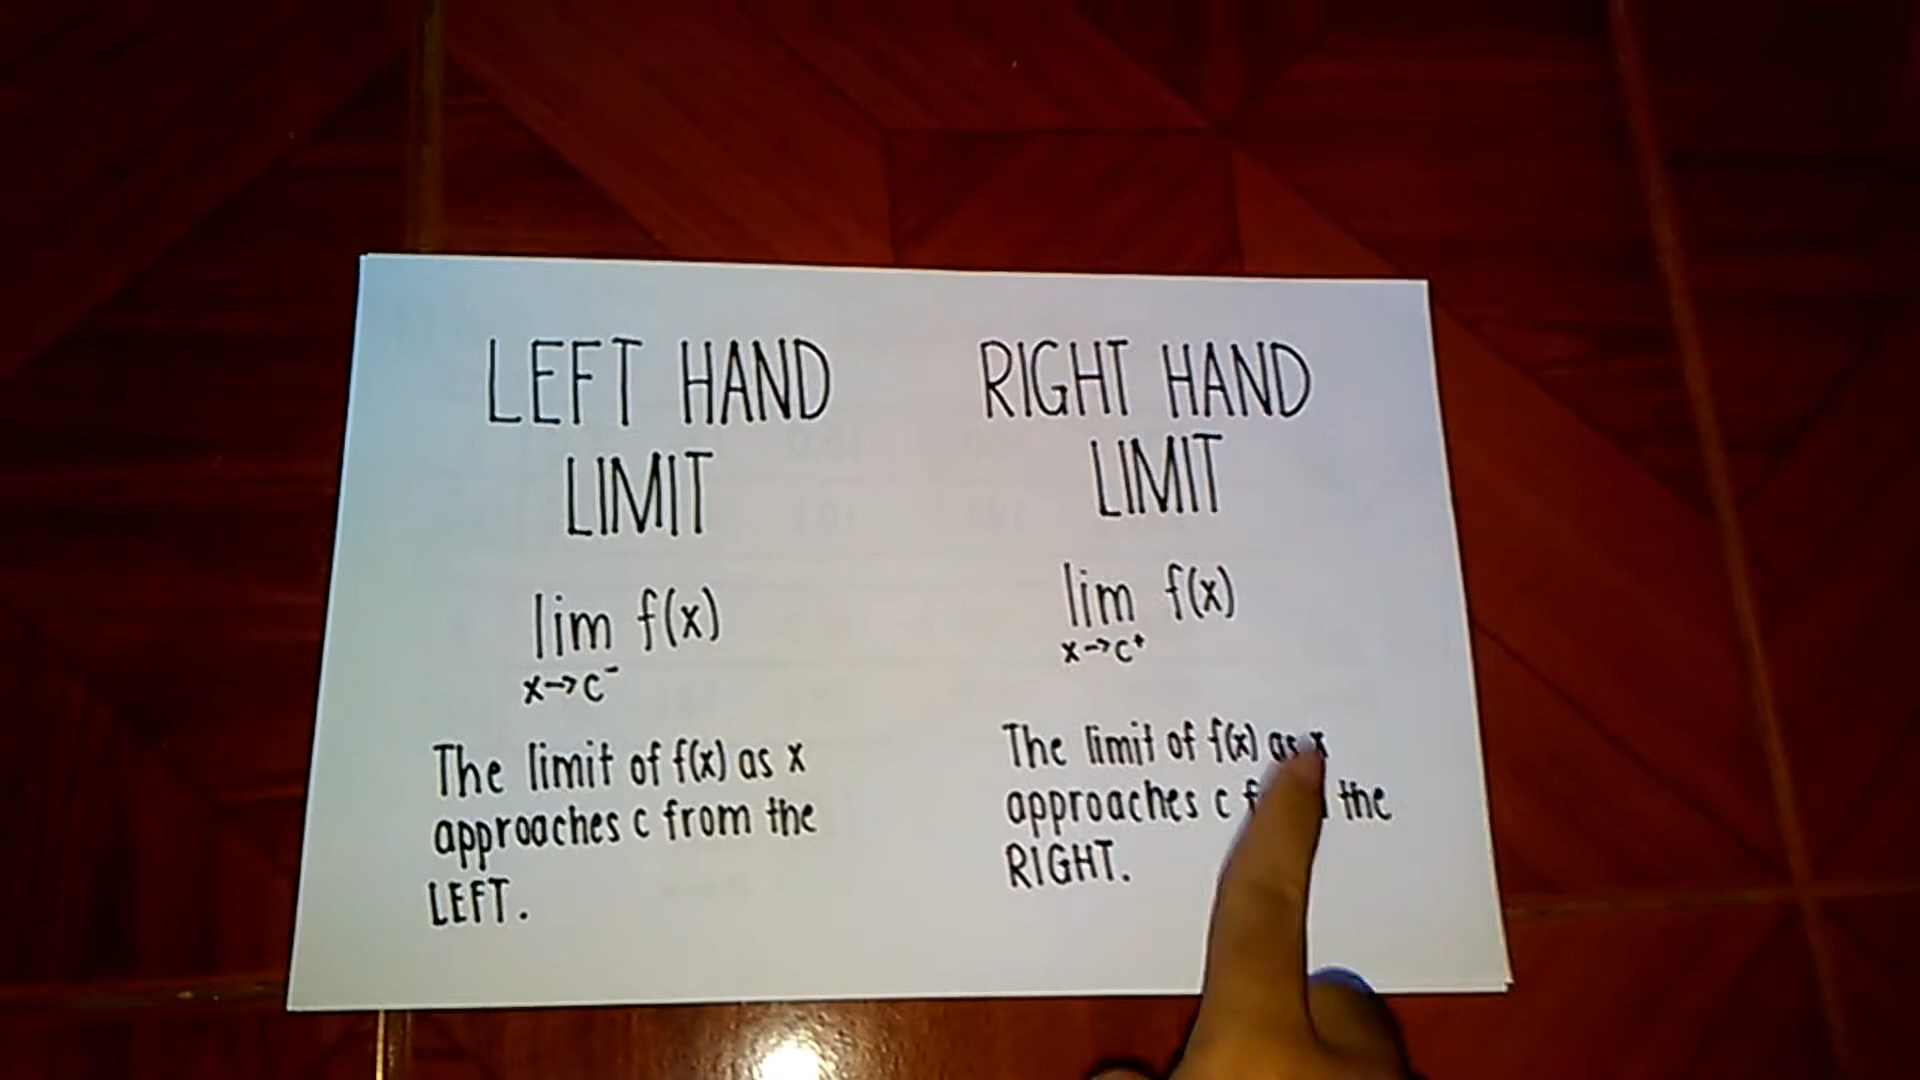 LEFT HAND
LIMIT
lim f(x)
x→c⁻
The limit of f(x) as x
approaches c from the
LEFT.
RIGHT HAND
LIMIT
lim f(x)
x→c⁺
The limit of f(x) as x
approaches c the
RIGHT.